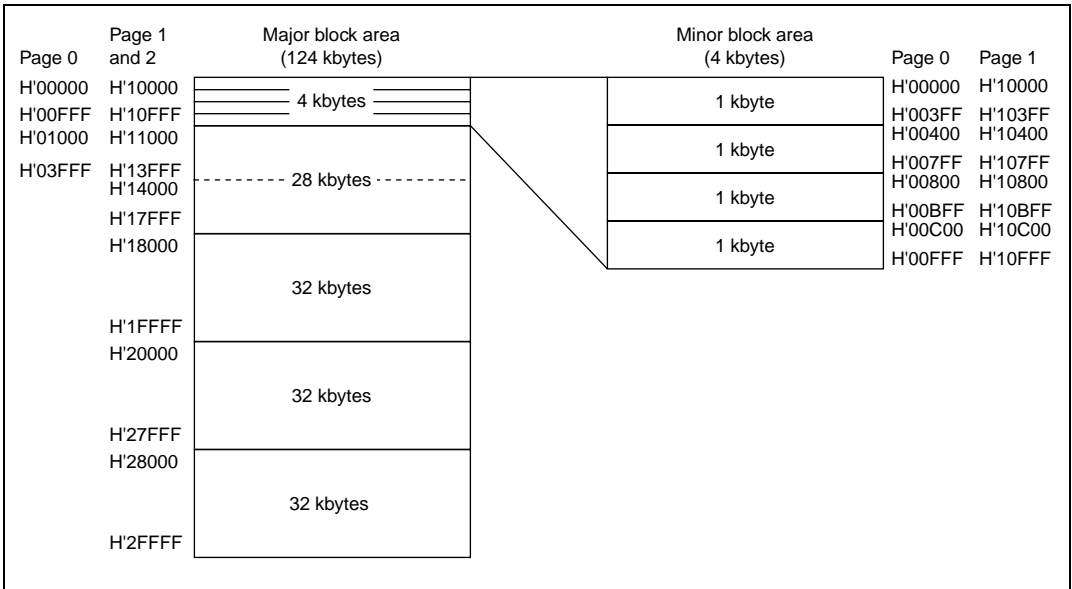 Page 0
Page 1
and 2
Major block area
(124 kbytes)
Minor block area
(4 kbytes)
Page 0
Page 1
H'00000 H'10000
H'00FFF H'10FFF
H'01000 H'11000
H'03FFF H'13FFF
H'14000
H'17FFF
H'18000
H'1FFFF
H'20000
H'27FFF
H'28000
H'2FFFF
4 kbytes
28 kbytes
32 kbytes
32 kbytes
32 kbytes
1 kbyte
1 kbyte
1 kbyte
1 kbyte
H'00000 H'10000
H'003FF H'103FF
H'00400 H'10400
H'007FF H'107FF
H'00800 H'10800
H'00BFF H'10BFF
H'00C00 H'10C00
H'00FFF H'10FFF